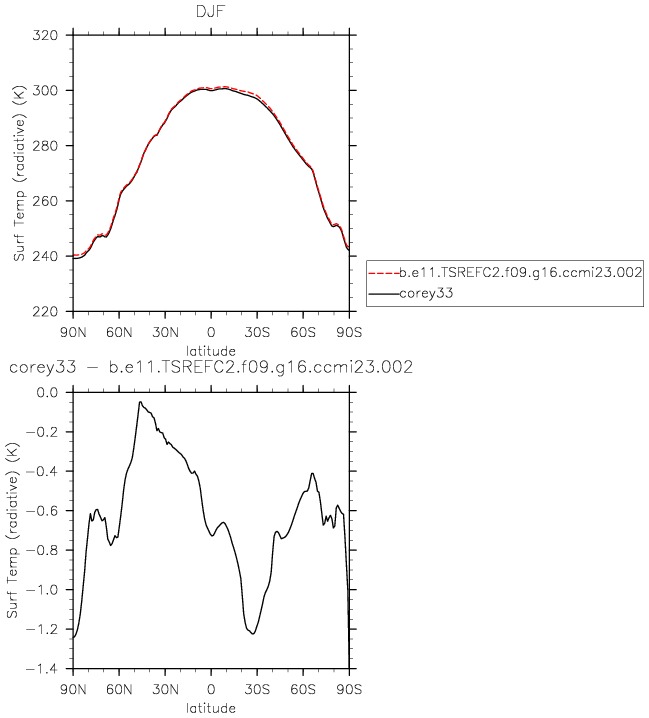 DJF
Surf Temp (radiative) (K)
320
300
280
260
240
220
90N 60N 30N 0 30S 60S 90S
latitude
b.e11.TSREFC2.f09.g16.ccmi23.002
corey33
corey33 − b.e11.TSREFC2.f09.g16.ccmi23.002
Surf Temp (radiative) (K)
0.0
−0.2
−0.4
−0.6
−0.8
−1.0
−1.2
−1.4
90N 60N 30N 0 30S 60S 90S
latitude